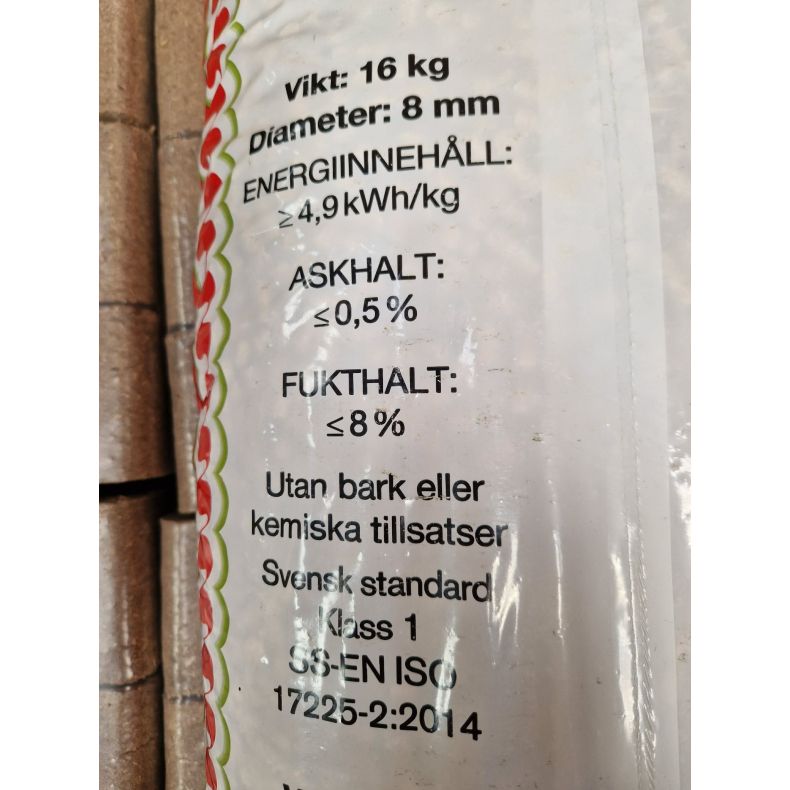 Vikt: 16 kg
Diameter: 8 mm
ENERGIINNEHÅLL:
≥4,9 kWh/kg
ASKHALT:
≤0,5 %
FUKTHALT:
≤8 %
Utan bark eller
kemiska tillsatser
Svensk standard
Klass 1
SS-EN ISO
17225-2:2014